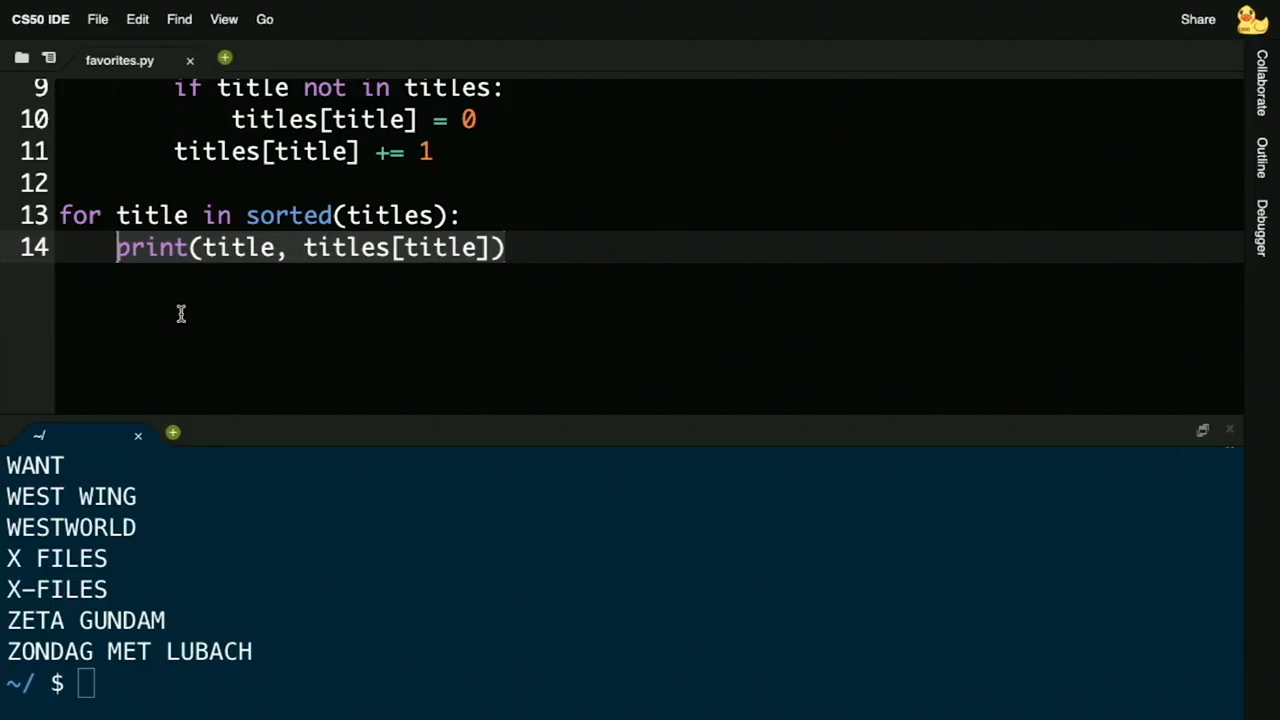 CS50 IDE File Edit Find View Go Share
favorites.py
9 if title not in titles:
10 titles[title] = 0
11 titles[title] += 1
12
13 for title in sorted(titles):
14 print(title, titles[title])
Collaborate
Outline
Debugger
~/
WANT
WEST WING
WESTWORLD
X FILES
X-FILES
ZETA GUNDAM
ZONDAG MET LUBACH
~/ $